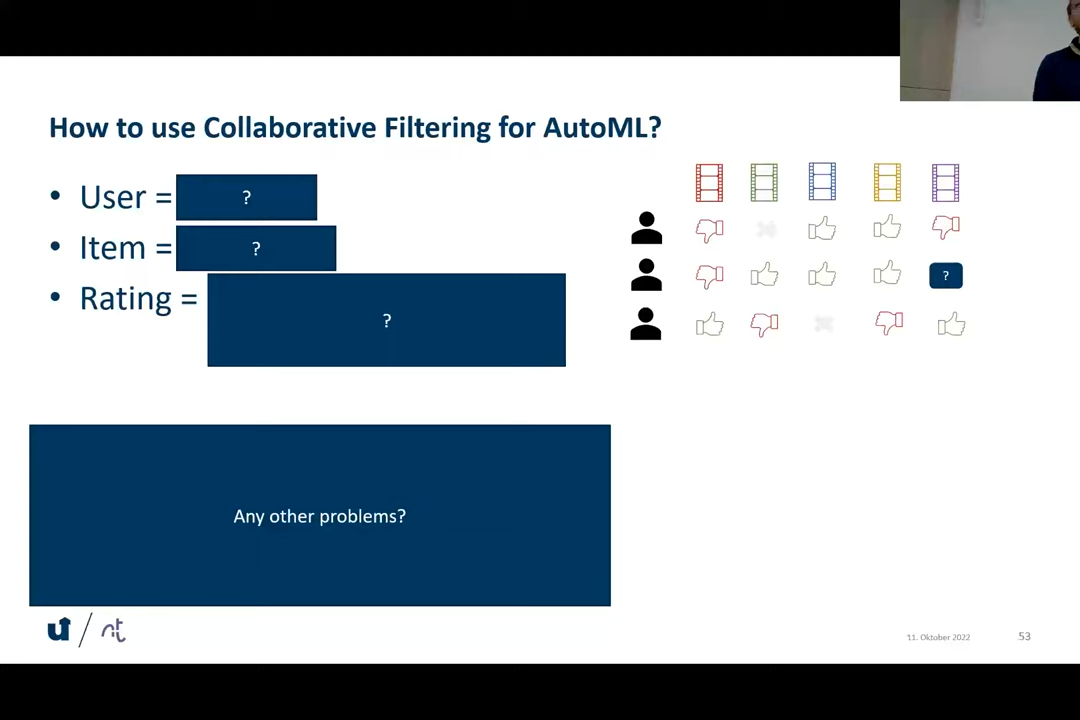 How to use Collaborative Filtering for AutoML?
• User = ?
• Item = ?
• Rating = ?
?
Any other problems?
11. Oktober 2022 53